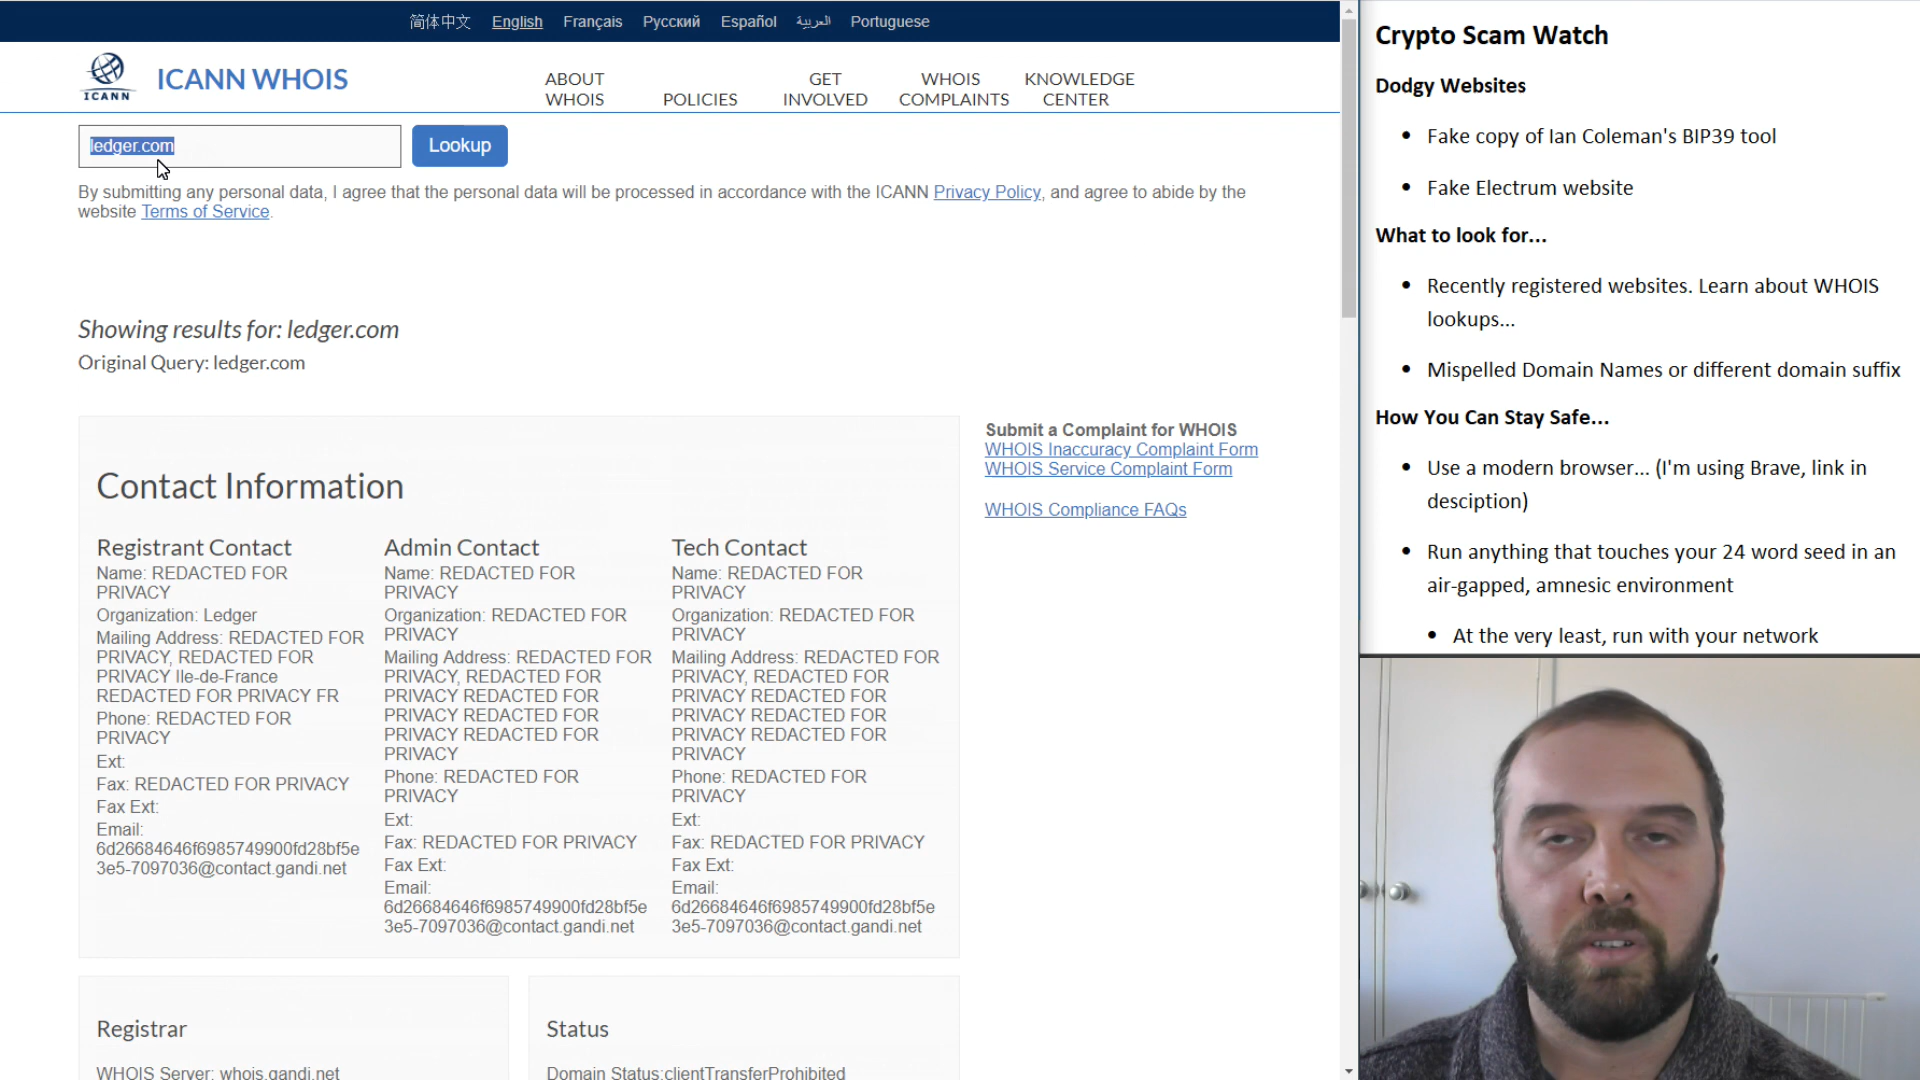 简体中文 English Français Русский Español العربية Portuguese
ICANN
ICANN WHOIS
ABOUT WHOIS
POLICIES
GET INVOLVED
WHOIS COMPLAINTS
KNOWLEDGE CENTER
ledger.com
Lookup
By submitting any personal data, I agree that the personal data will be processed in accordance with the ICANN Privacy Policy, and agree to abide by the
website Terms of Service.
Showing results for: ledger.com
Original Query: ledger.com
Contact Information
Registrant Contact
Name: REDACTED FOR
PRIVACY
Organization: Ledger
Mailing Address: REDACTED FOR
PRIVACY, REDACTED FOR
PRIVACY Ile-de-France
REDACTED FOR PRIVACY FR
Phone: REDACTED FOR
PRIVACY
Ext:
Fax: REDACTED FOR PRIVACY
Fax Ext:
Email:
6d26684646f6985749900fd28bf5e
3e5-7097036@contact.gandi.net
Admin Contact
Name: REDACTED FOR
PRIVACY
Organization: REDACTED FOR
PRIVACY
Mailing Address: REDACTED FOR
PRIVACY, REDACTED FOR
PRIVACY REDACTED FOR
PRIVACY REDACTED FOR
PRIVACY REDACTED FOR
PRIVACY
Phone: REDACTED FOR
PRIVACY
Ext:
Fax: REDACTED FOR PRIVACY
Fax Ext:
Email:
6d26684646f6985749900fd28bf5e
3e5-7097036@contact.gandi.net
Tech Contact
Name: REDACTED FOR
PRIVACY
Organization: REDACTED FOR
PRIVACY
Mailing Address: REDACTED FOR
PRIVACY, REDACTED FOR
PRIVACY REDACTED FOR
PRIVACY REDACTED FOR
PRIVACY REDACTED FOR
PRIVACY
Phone: REDACTED FOR
PRIVACY
Ext:
Fax: REDACTED FOR PRIVACY
Fax Ext:
Email:
6d26684646f6985749900fd28bf5e
3e5-7097036@contact.gandi.net
Submit a Complaint for WHOIS
WHOIS Inaccuracy Complaint Form
WHOIS Service Complaint Form
WHOIS Compliance FAQs
Registrar
WHOIS Server: whois.gandi.net
Status
Domain Status:clientTransferProhibited
Crypto Scam Watch
Dodgy Websites
• Fake copy of Ian Coleman's BIP39 tool
• Fake Electrum website
What to look for...
• Recently registered websites. Learn about WHOIS
lookups...
• Mispelled Domain Names or different domain suffix
How You Can Stay Safe...
• Use a modern browser... (I'm using Brave, link in
desciption)
• Run anything that touches your 24 word seed in an
air-gapped, amnesic environment
• At the very least, run with your network